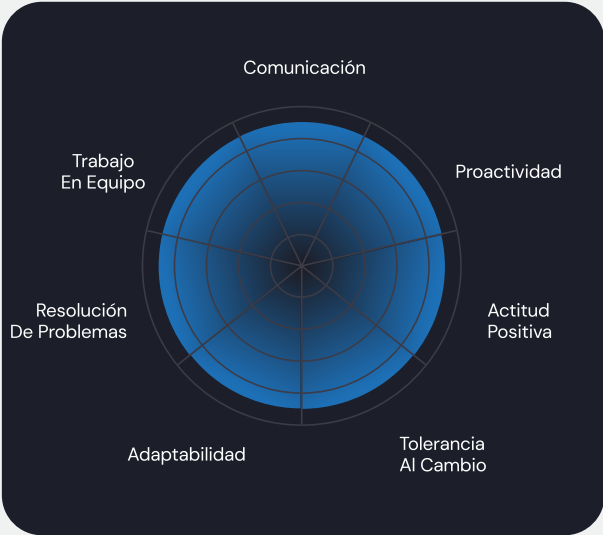 Comunicación
Trabajo
En Equipo
Proactividad
Resolución
De Problemas
Actitud
Positiva
Adaptabilidad
Tolerancia
Al Cambio